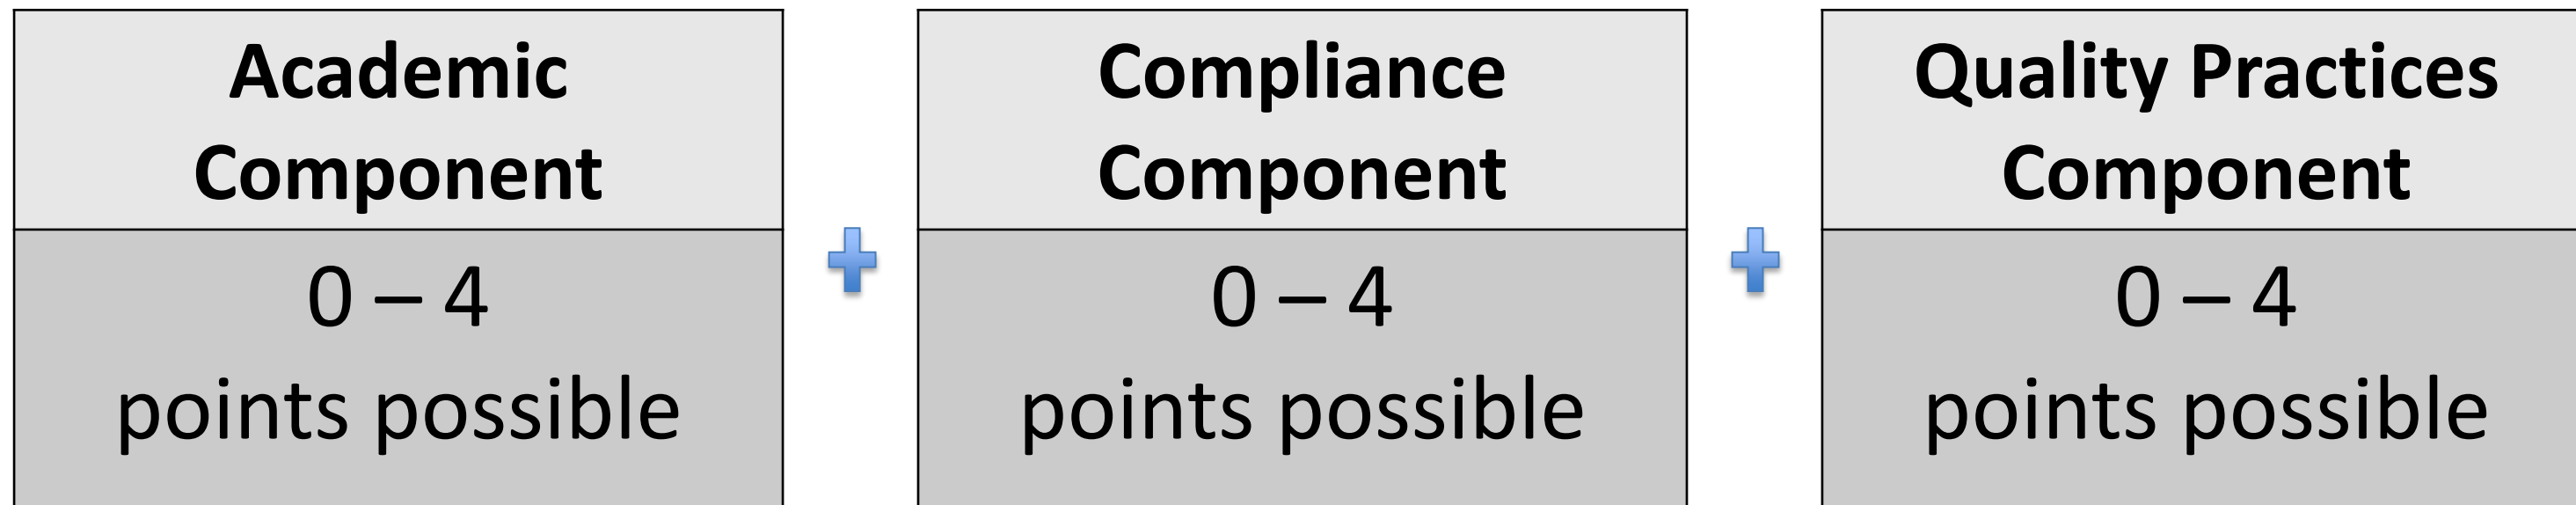 Academic
Component
0 – 4
points possible
Compliance
Component
0 – 4
points possible
Quality Practices
Component
0 – 4
points possible